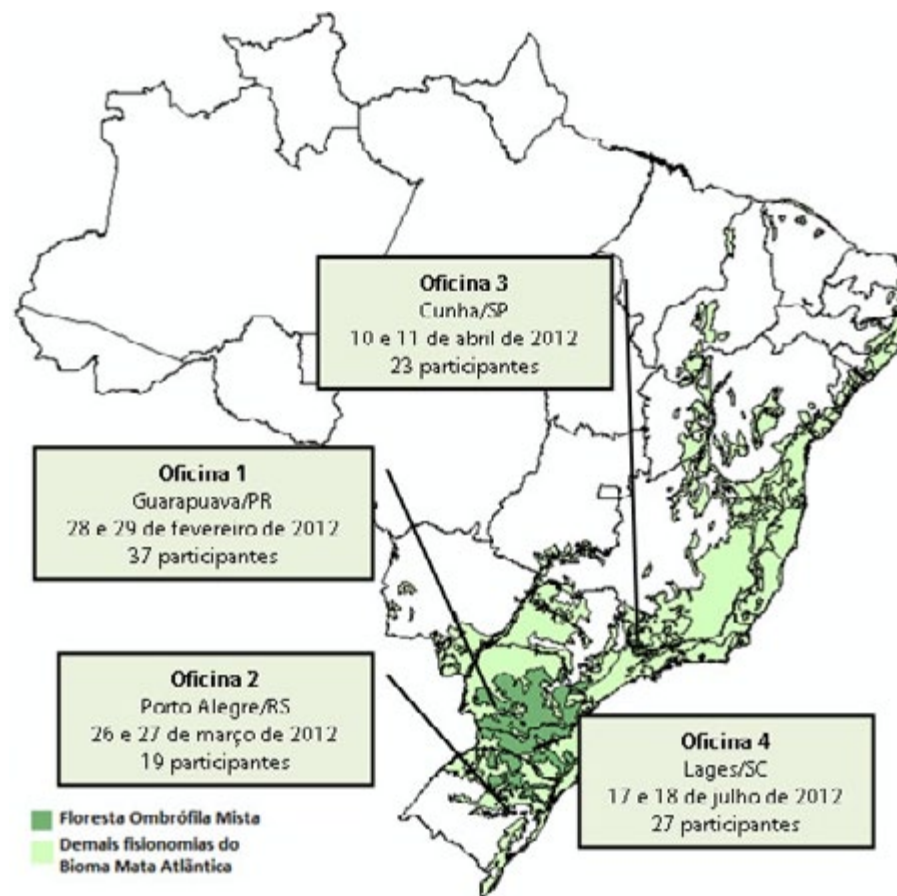 Oficina 3
Cunha/SP
10 e 11 de abril de 2012
23 participantes
Oficina 1
Guarapuava/PR
28 e 29 de fevereiro de 2012
37 participantes
Oficina 2
Porto Alegre/RS
26 e 27 de março de 2012
19 participantes
Oficina 4
Lages/SC
17 e 18 de julho de 2012
27 participantes
Floresta Ombrófila Mista
Demais fisionomias do
Bioma Mata Atlântica